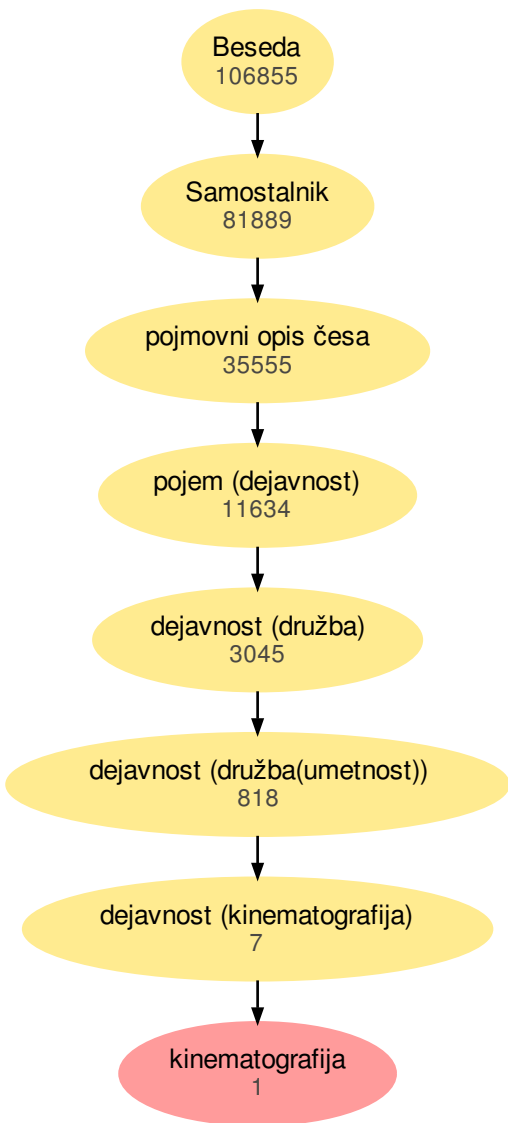 Beseda
106855
Samostalnik
81889
pojmovni opis česa
35555
pojem (dejavnost)
11634
dejavnost (družba)
3045
dejavnost (družba(umetnost))
818
dejavnost (kinematografija)
7
kinematografija
1